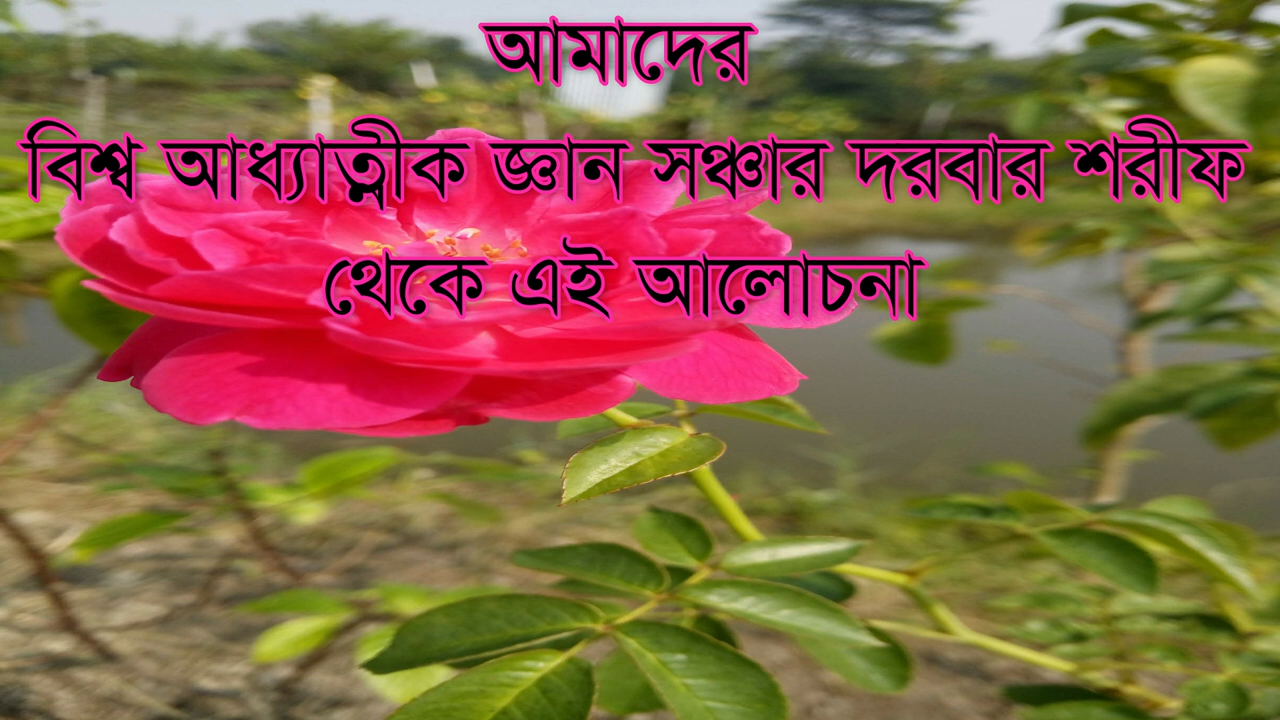 আমাদের
বিশ্ব আধ্যাত্নীক জ্ঞান সঞ্চার দরবার শরীফ
থেকে এই আলোচনা